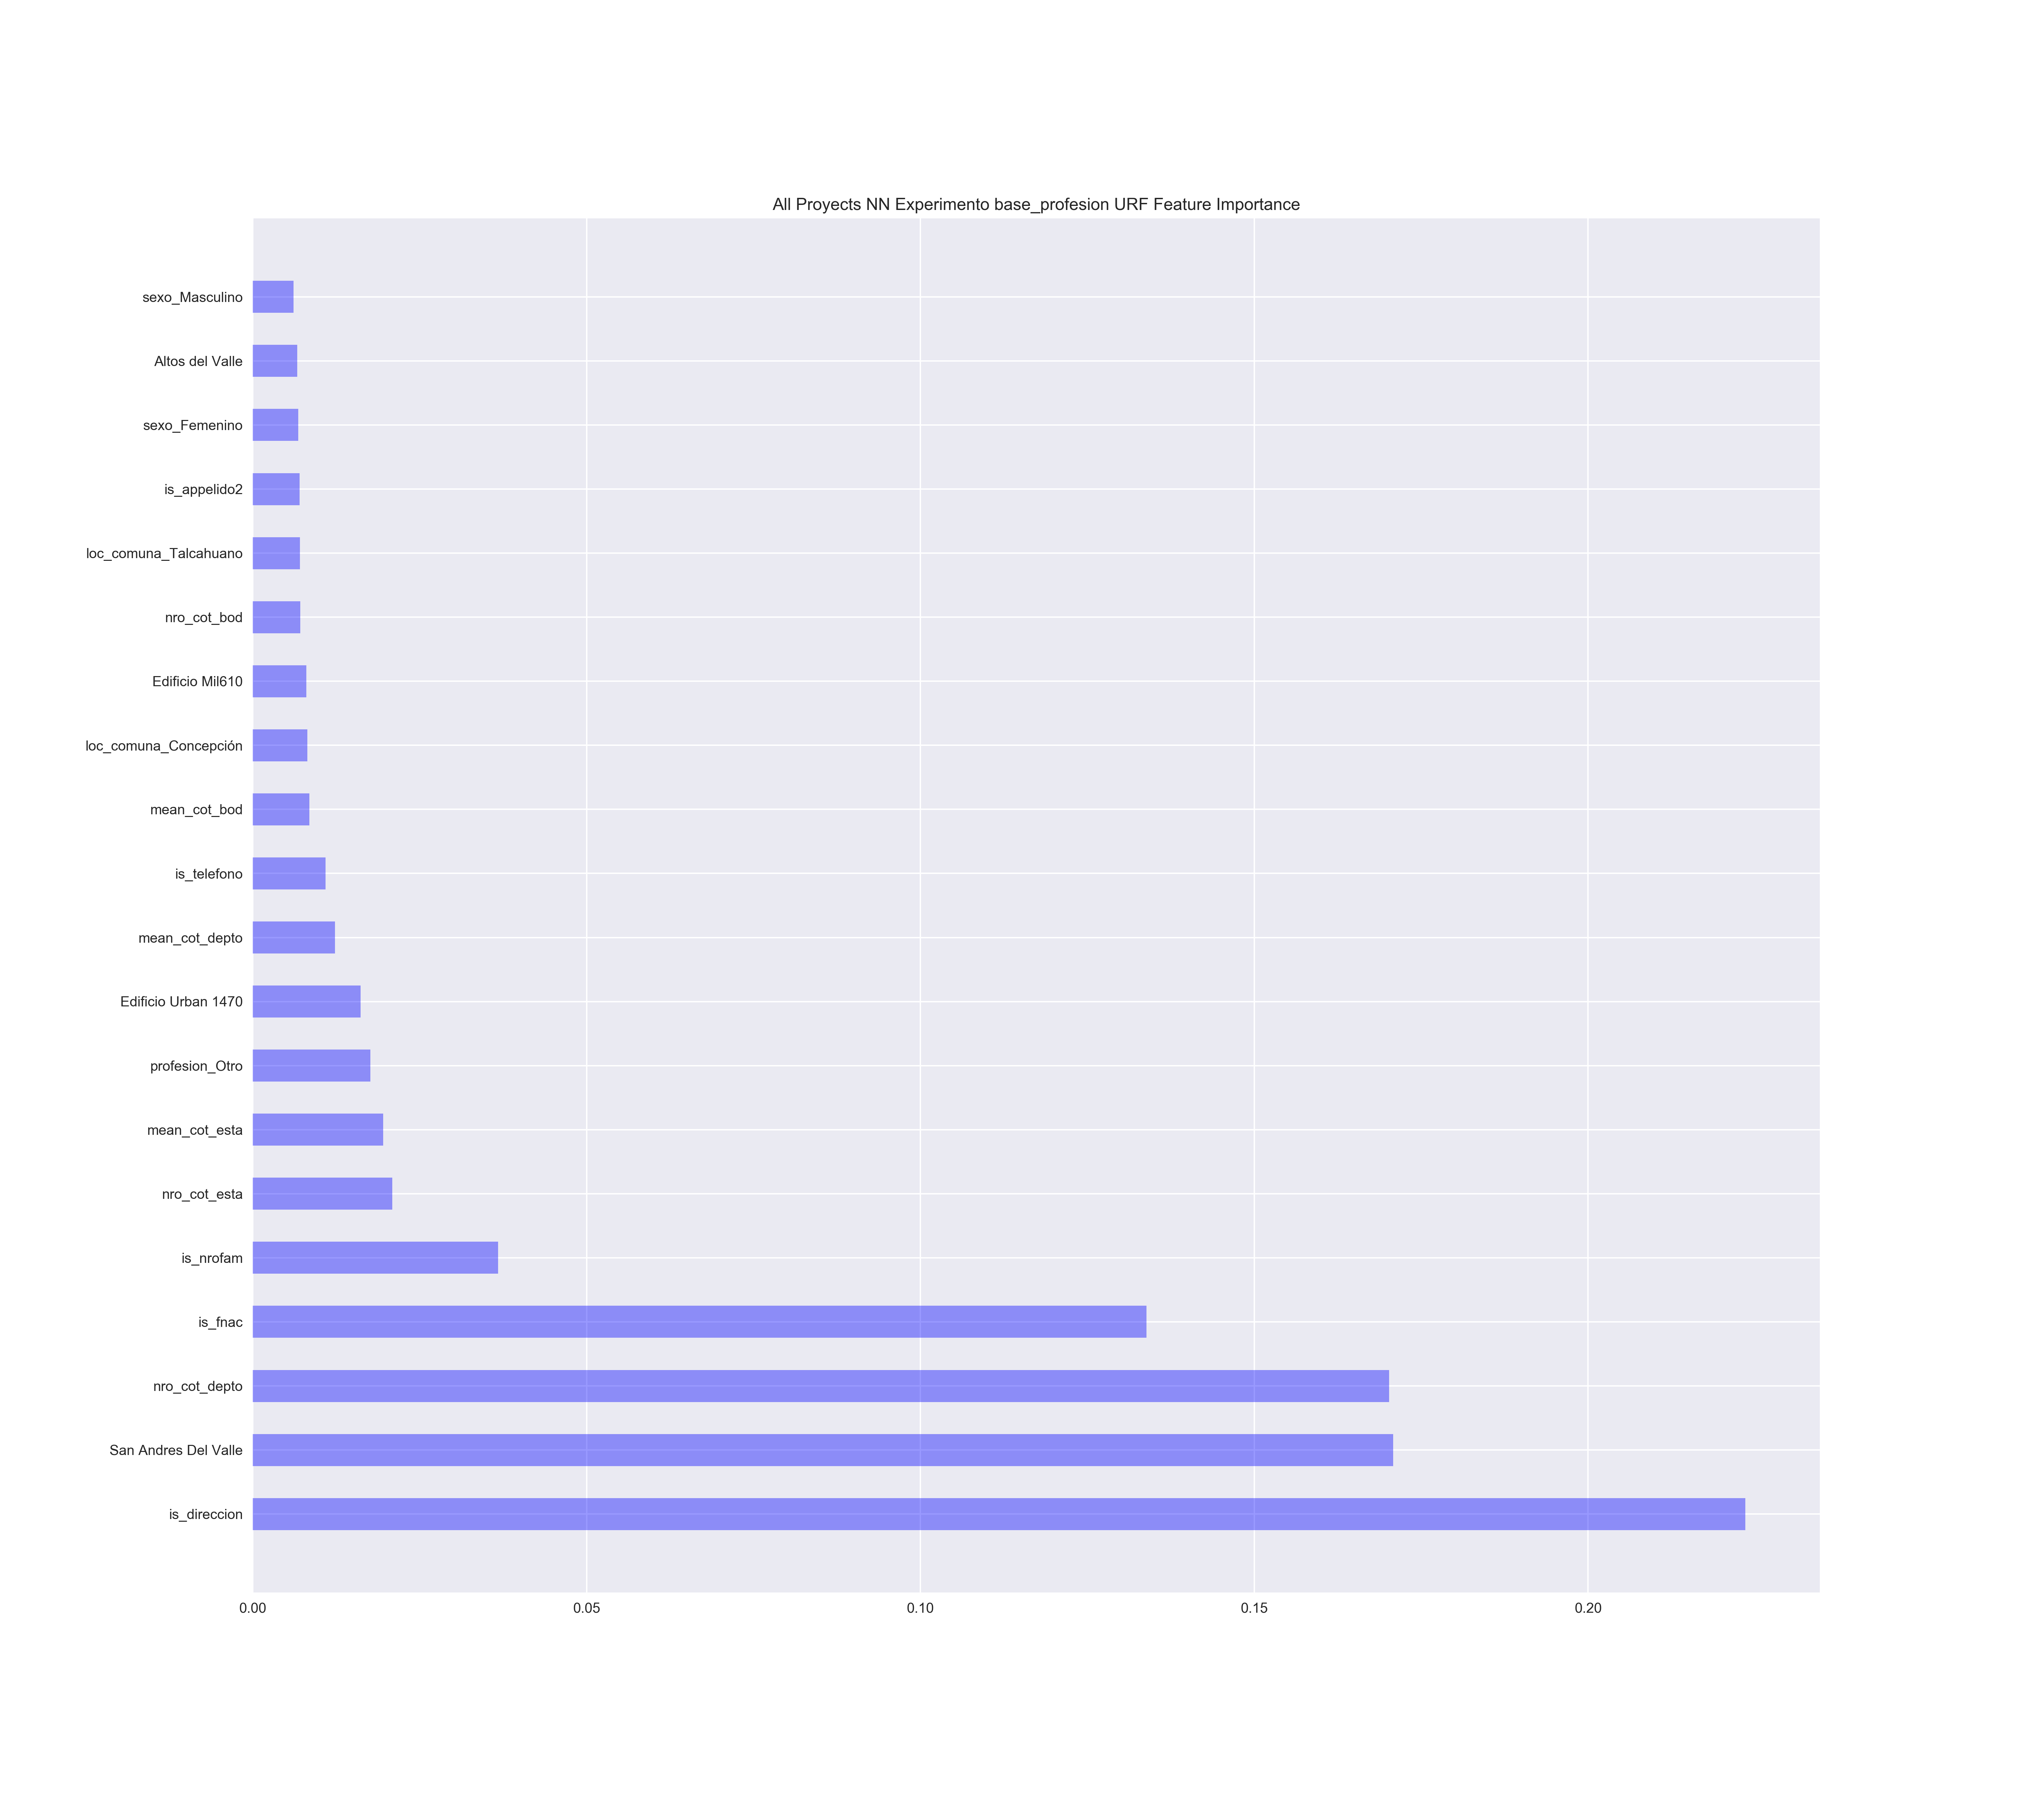 All Proyects NN Experimento base_profesion URF Feature Importance
sexo_Masculino
Altos del Valle
sexo_Femenino
is_appelido2
loc_comuna_Talcahuano
nro_cot_bod
Edificio Mil610
loc_comuna_Concepción
mean_cot_bod
is_telefono
mean_cot_depto
Edificio Urban 1470
profesion_Otro
mean_cot_esta
nro_cot_esta
is_nrofam
is_fnac
nro_cot_depto
San Andres Del Valle
is_direccion
0.00 0.05 0.10 0.15 0.20